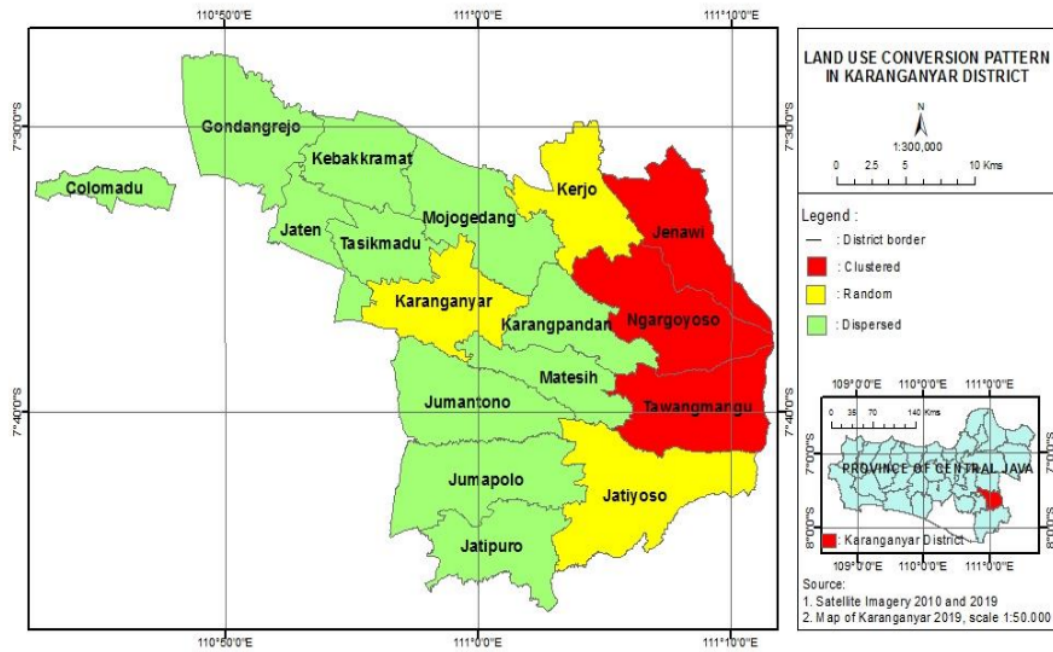 110°50'0"E 111°0'0"E 111°10'0"E
7°30'0"S 7°30'0"S
7°40'0"S 7°40'0"S
Gondangrejo
Kebakkramat
Colomadu
Kerjo
Mojogedang
Jenawi
Jaten
Tasikmadu
Karanganyar
Ngargoyoso
Karangpandan
Matesih
Tawangmangu
Jumantono
Jumapolo
Jatiyoso
Jatipuro
110°50'0"E 111°0'0"E 111°10'0"E
LAND USE CONVERSION PATTERN
IN KARANGANYAR DISTRICT
N
1:300,000
0 2.5 5 10 Kms
Legend :
: District border
: Clustered
: Random
: Dispersed
109°0'0"E 110°0'0"E 111°0'0"E
0 35 70 140 Kms
7°0'0"S 7°0'0"S
PROVINCE OF CENTRAL JAVA
8°0'0"S 8°0'0"S
: Karanganyar District
109°0'0"E 110°0'0"E 111°0'0"E
Source:
1. Satellite Imagery 2010 and 2019
2. Map of Karanganyar 2019, scale 1:50.000